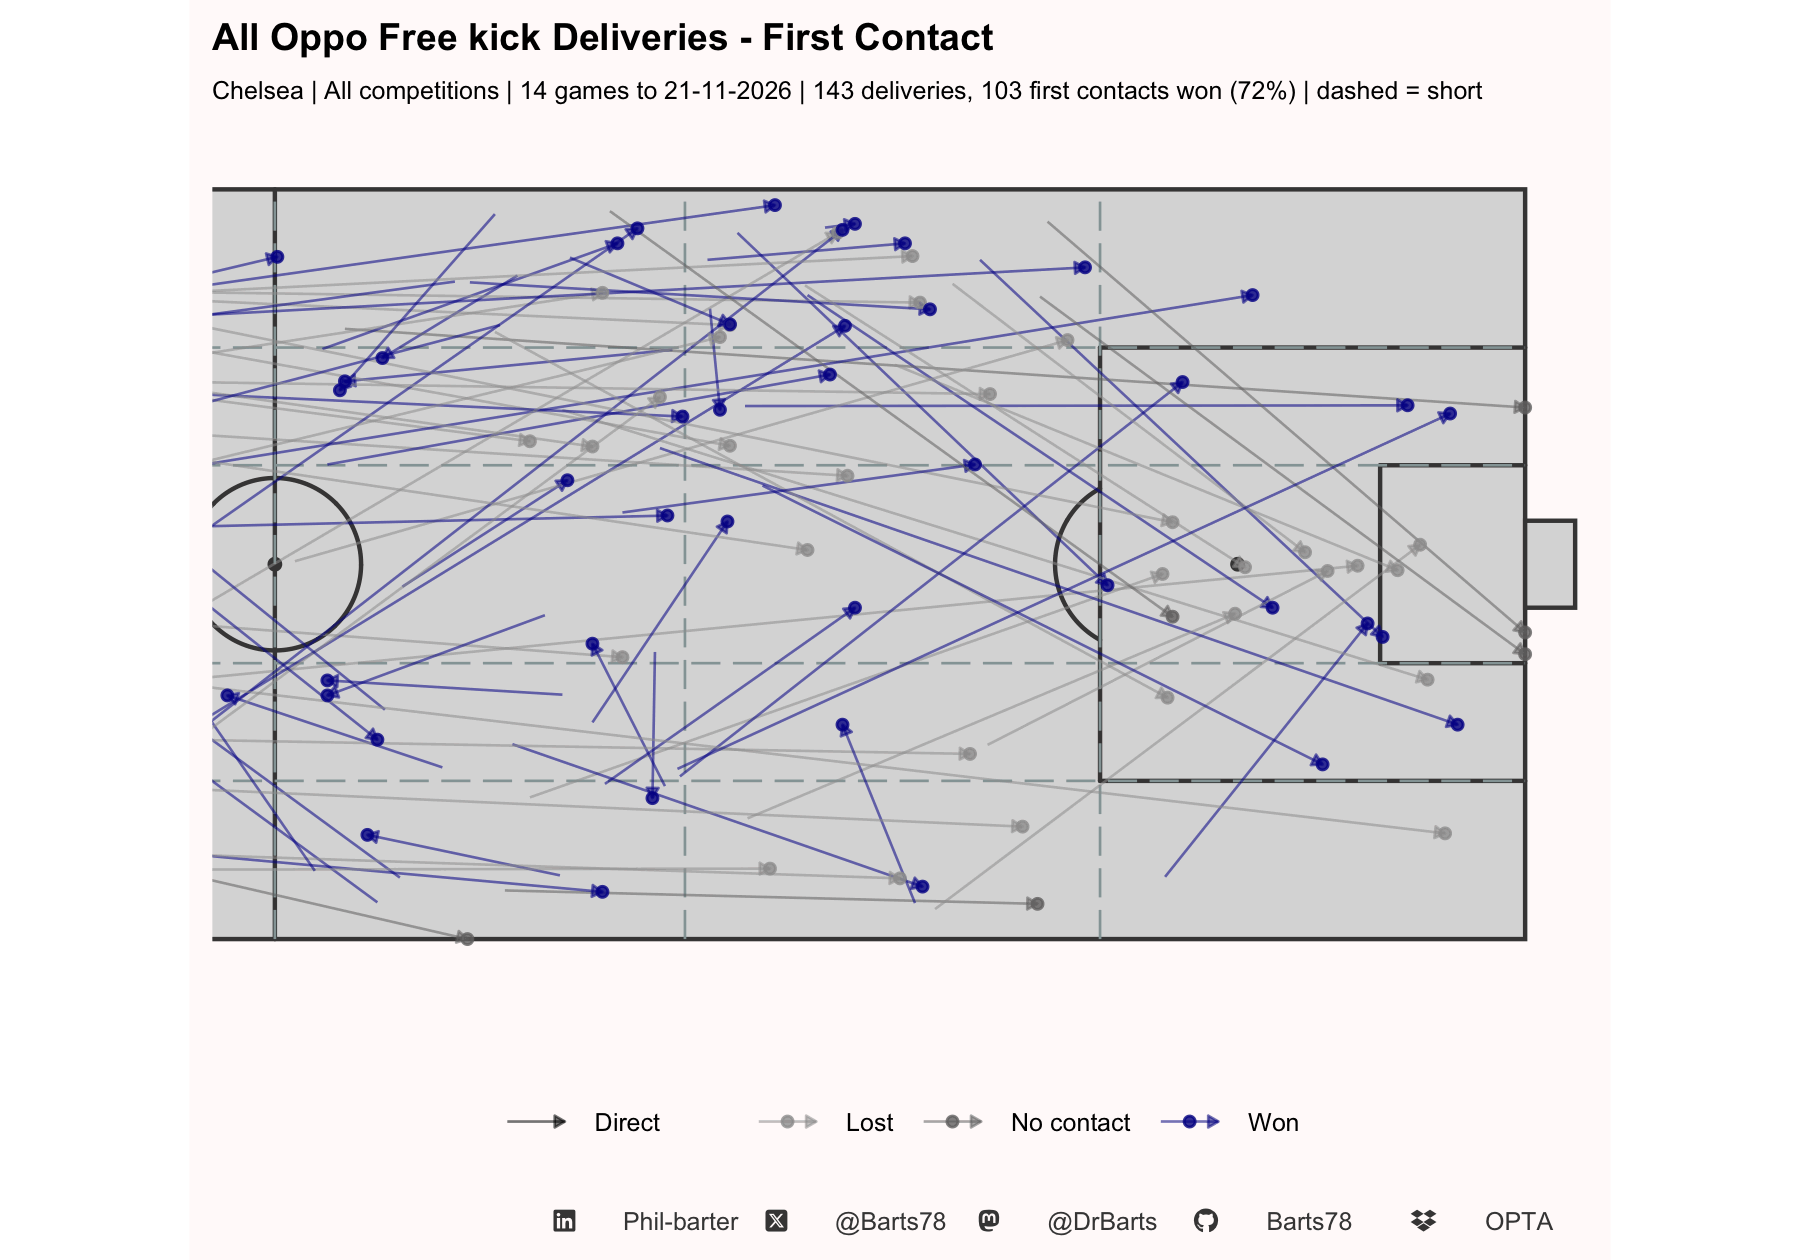 All Oppo Free kick Deliveries - First Contact
Chelsea | All competitions | 14 games to 21-11-2026 | 143 deliveries, 103 first contacts won (72%) | dashed = short
Direct Lost No contact Won
Phil-barter @Barts78 @DrBarts Barts78 OPTA